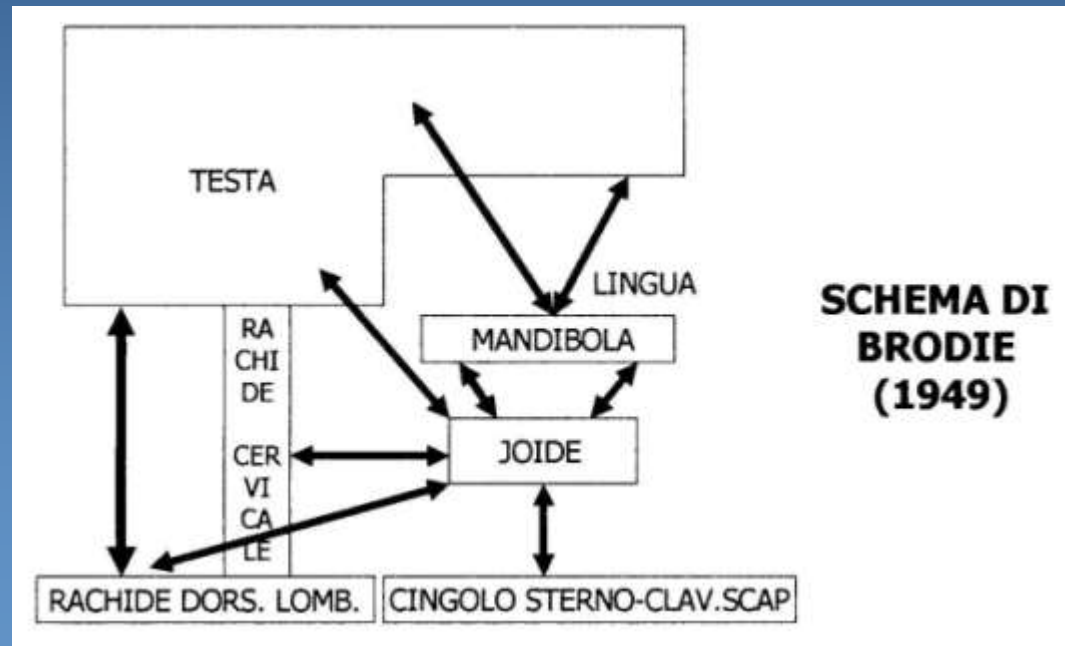 TESTA
LINGUA
MANDIBOLA
JOIDE
RA
CHI
DE
CER
VI
CA
LE
RACHIDE DORS. LOMB.
CINGOLO STERNO-CLAV.SCAP
SCHEMA DI
BRODIE
(1949)